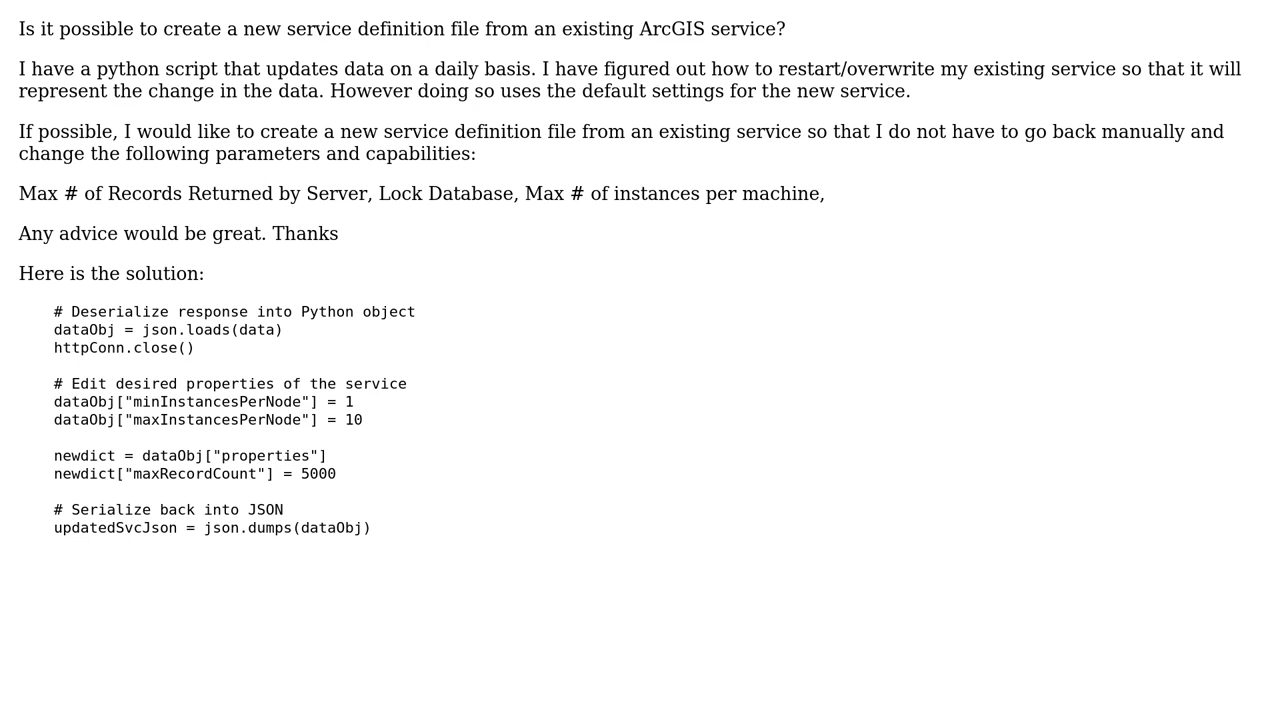 Is it possible to create a new service definition file from an existing ArcGIS service?
I have a python script that updates data on a daily basis. I have figured out how to restart/overwrite my existing service so that it will
represent the change in the data. However doing so uses the default settings for the new service.
If possible, I would like to create a new service definition file from an existing service so that I do not have to go back manually and
change the following parameters and capabilities:
Max # of Records Returned by Server, Lock Database, Max # of instances per machine,
Any advice would be great. Thanks
Here is the solution:
# Deserialize response into Python object
dataObj = json.loads(data)
httpConn.close()
# Edit desired properties of the service
dataObj["minInstancesPerNode"] = 1
dataObj["maxInstancesPerNode"] = 10
newdict = dataObj["properties"]
newdict["maxRecordCount"] = 5000
# Serialize back into JSON
updatedSvcJson = json.dumps(dataObj)